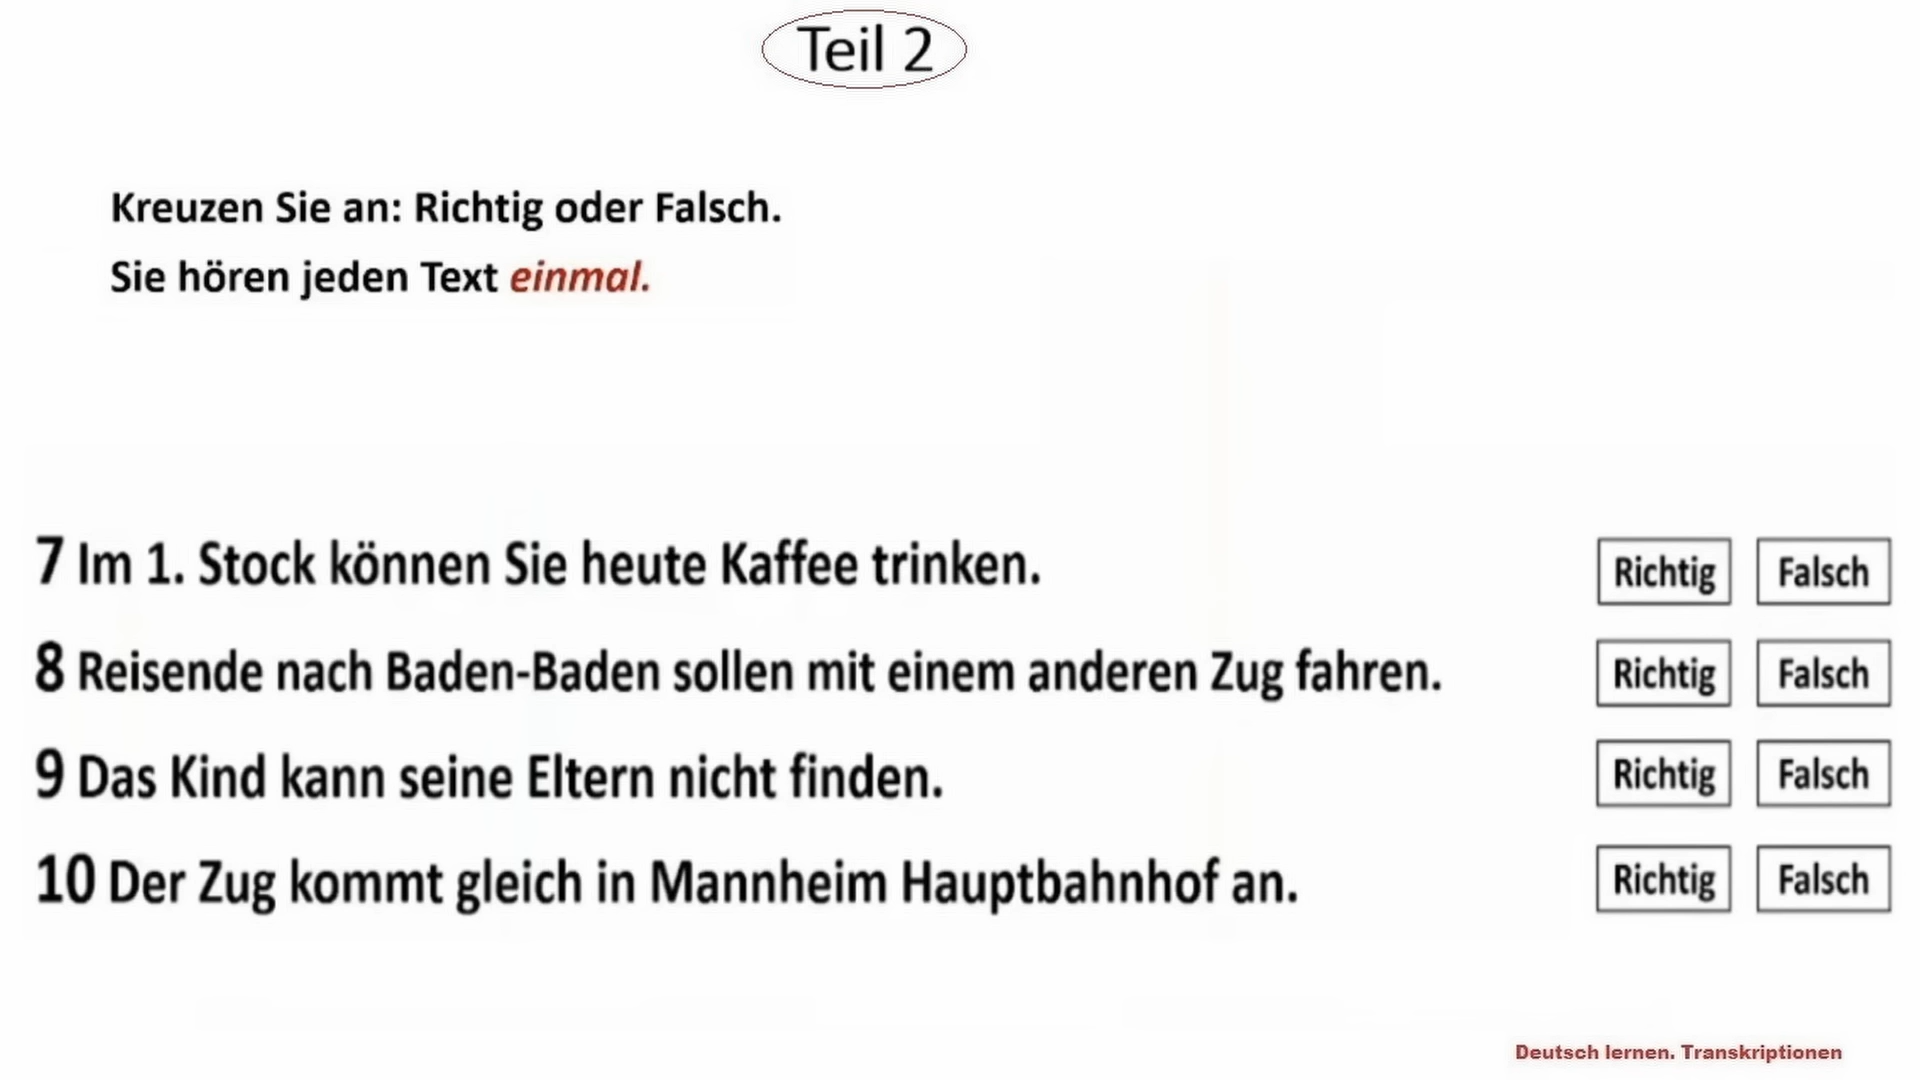 Teil 2
Kreuzen Sie an: Richtig oder Falsch.
Sie hören jeden Text einmal.
7 Im 1. Stock können Sie heute Kaffee trinken. Richtig Falsch
8 Reisende nach Baden-Baden sollen mit einem anderen Zug fahren. Richtig Falsch
9 Das Kind kann seine Eltern nicht finden. Richtig Falsch
10 Der Zug kommt gleich in Mannheim Hauptbahnhof an. Richtig Falsch
Deutsch lernen. Transkriptionen